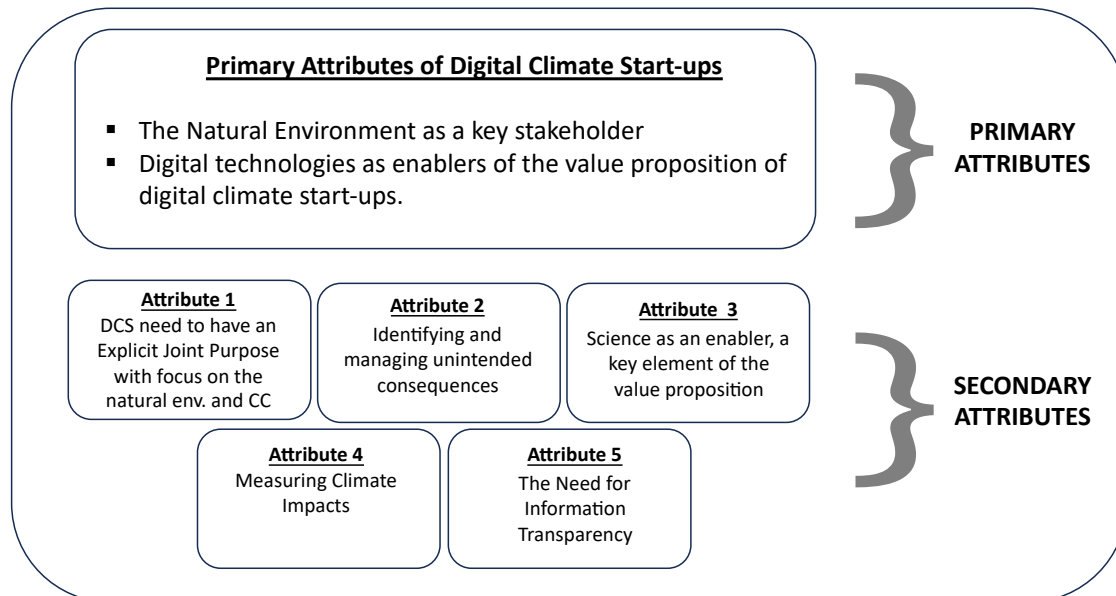 Primary Attributes of Digital Climate Start-ups
▪ The Natural Environment as a key stakeholder
▪ Digital technologies as enablers of the value proposition of
digital climate start-ups.
PRIMARY
ATTRIBUTES
Attribute 1
DCS need to have an
Explicit Joint Purpose
with focus on the
natural env. and CC
Attribute 2
Identifying and
managing unintended
consequences
Attribute 3
Science as an enabler, a
key element of the
value proposition
Attribute 4
Measuring Climate
Impacts
Attribute 5
The Need for
Information
Transparency
SECONDARY
ATTRIBUTES